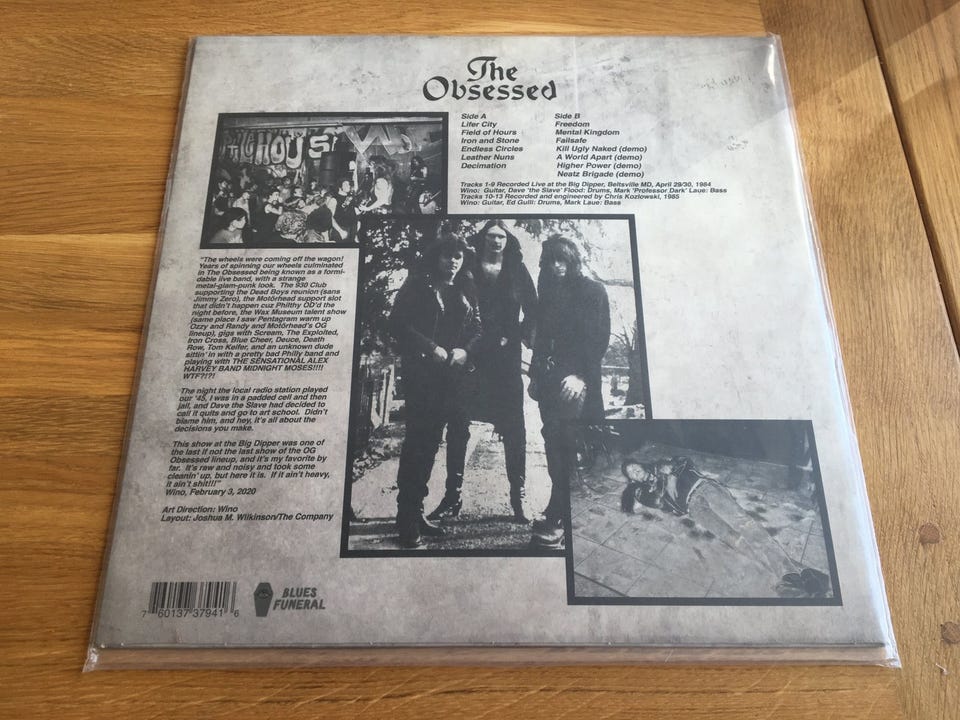 The
Obsessed
Side A
Lifer City
Field of Hours
Iron and Stone
Endless Circles
Leather Nuns
Decimation
Side B
Freedom
Mental Kingdom
Failsafe
Kill Ugly Naked (demo)
A World Apart (demo)
Higher Power (demo)
Neatz Brigade (demo)
Tracks 1-9 Recorded Live at the Big Dipper, Beltsville MD, April 29/30, 1984
Wino: Guitar, Dave 'the Slave' Flood: Drums, Mark 'Professor Dark' Laue: Bass
Tracks 10-13 Recorded and engineered by Chris Kozlowski, 1985
Wino: Guitar, Ed Gulli: Drums, Mark Laue: Bass
"The wheels were coming off the wagon!
Years of spinning our wheels culminated
in The Obsessed being known as a formi-
dable live band, with a strange
metal-glam-punk look. The 930 Club
supporting the Dead Boys reunion (sans
Jimmy Zero), the Motörhead support slot
that didn't happen cuz Philthy OD'd the
night before, the Wax Museum talent show
(same place I saw Pentagram warm up
Ozzy and Randy and Motörhead's OG
lineup), gigs with Scream, The Exploited,
Iron Cross, Blue Cheer, Deuce, Death
Row, Tom Keifer, and an unknown dude
sittin' in with a pretty bad Philly band and
playing with THE SENSATIONAL ALEX
HARVEY BAND MIDNIGHT MOSES!!!!
WTF?!?!
The night the local radio station played
our '45, I was in a padded cell and then
jail, and Dave the Slave had decided to
call it quits and go to art school. Didn't
blame him, and hey, it's all about the
decisions you make.
This show at the Big Dipper was one of
the last if not the last show of the OG
Obsessed lineup, and it's my favorite by
far. It's raw and noisy and took some
cleanin' up, but here it is. If it ain't heavy,
it ain't shit!!!"
Wino, February 3, 2020
Art Direction: Wino
Layout: Joshua M. Wilkinson/The Company
7 60137 37941 6
BLUES
FUNERAL